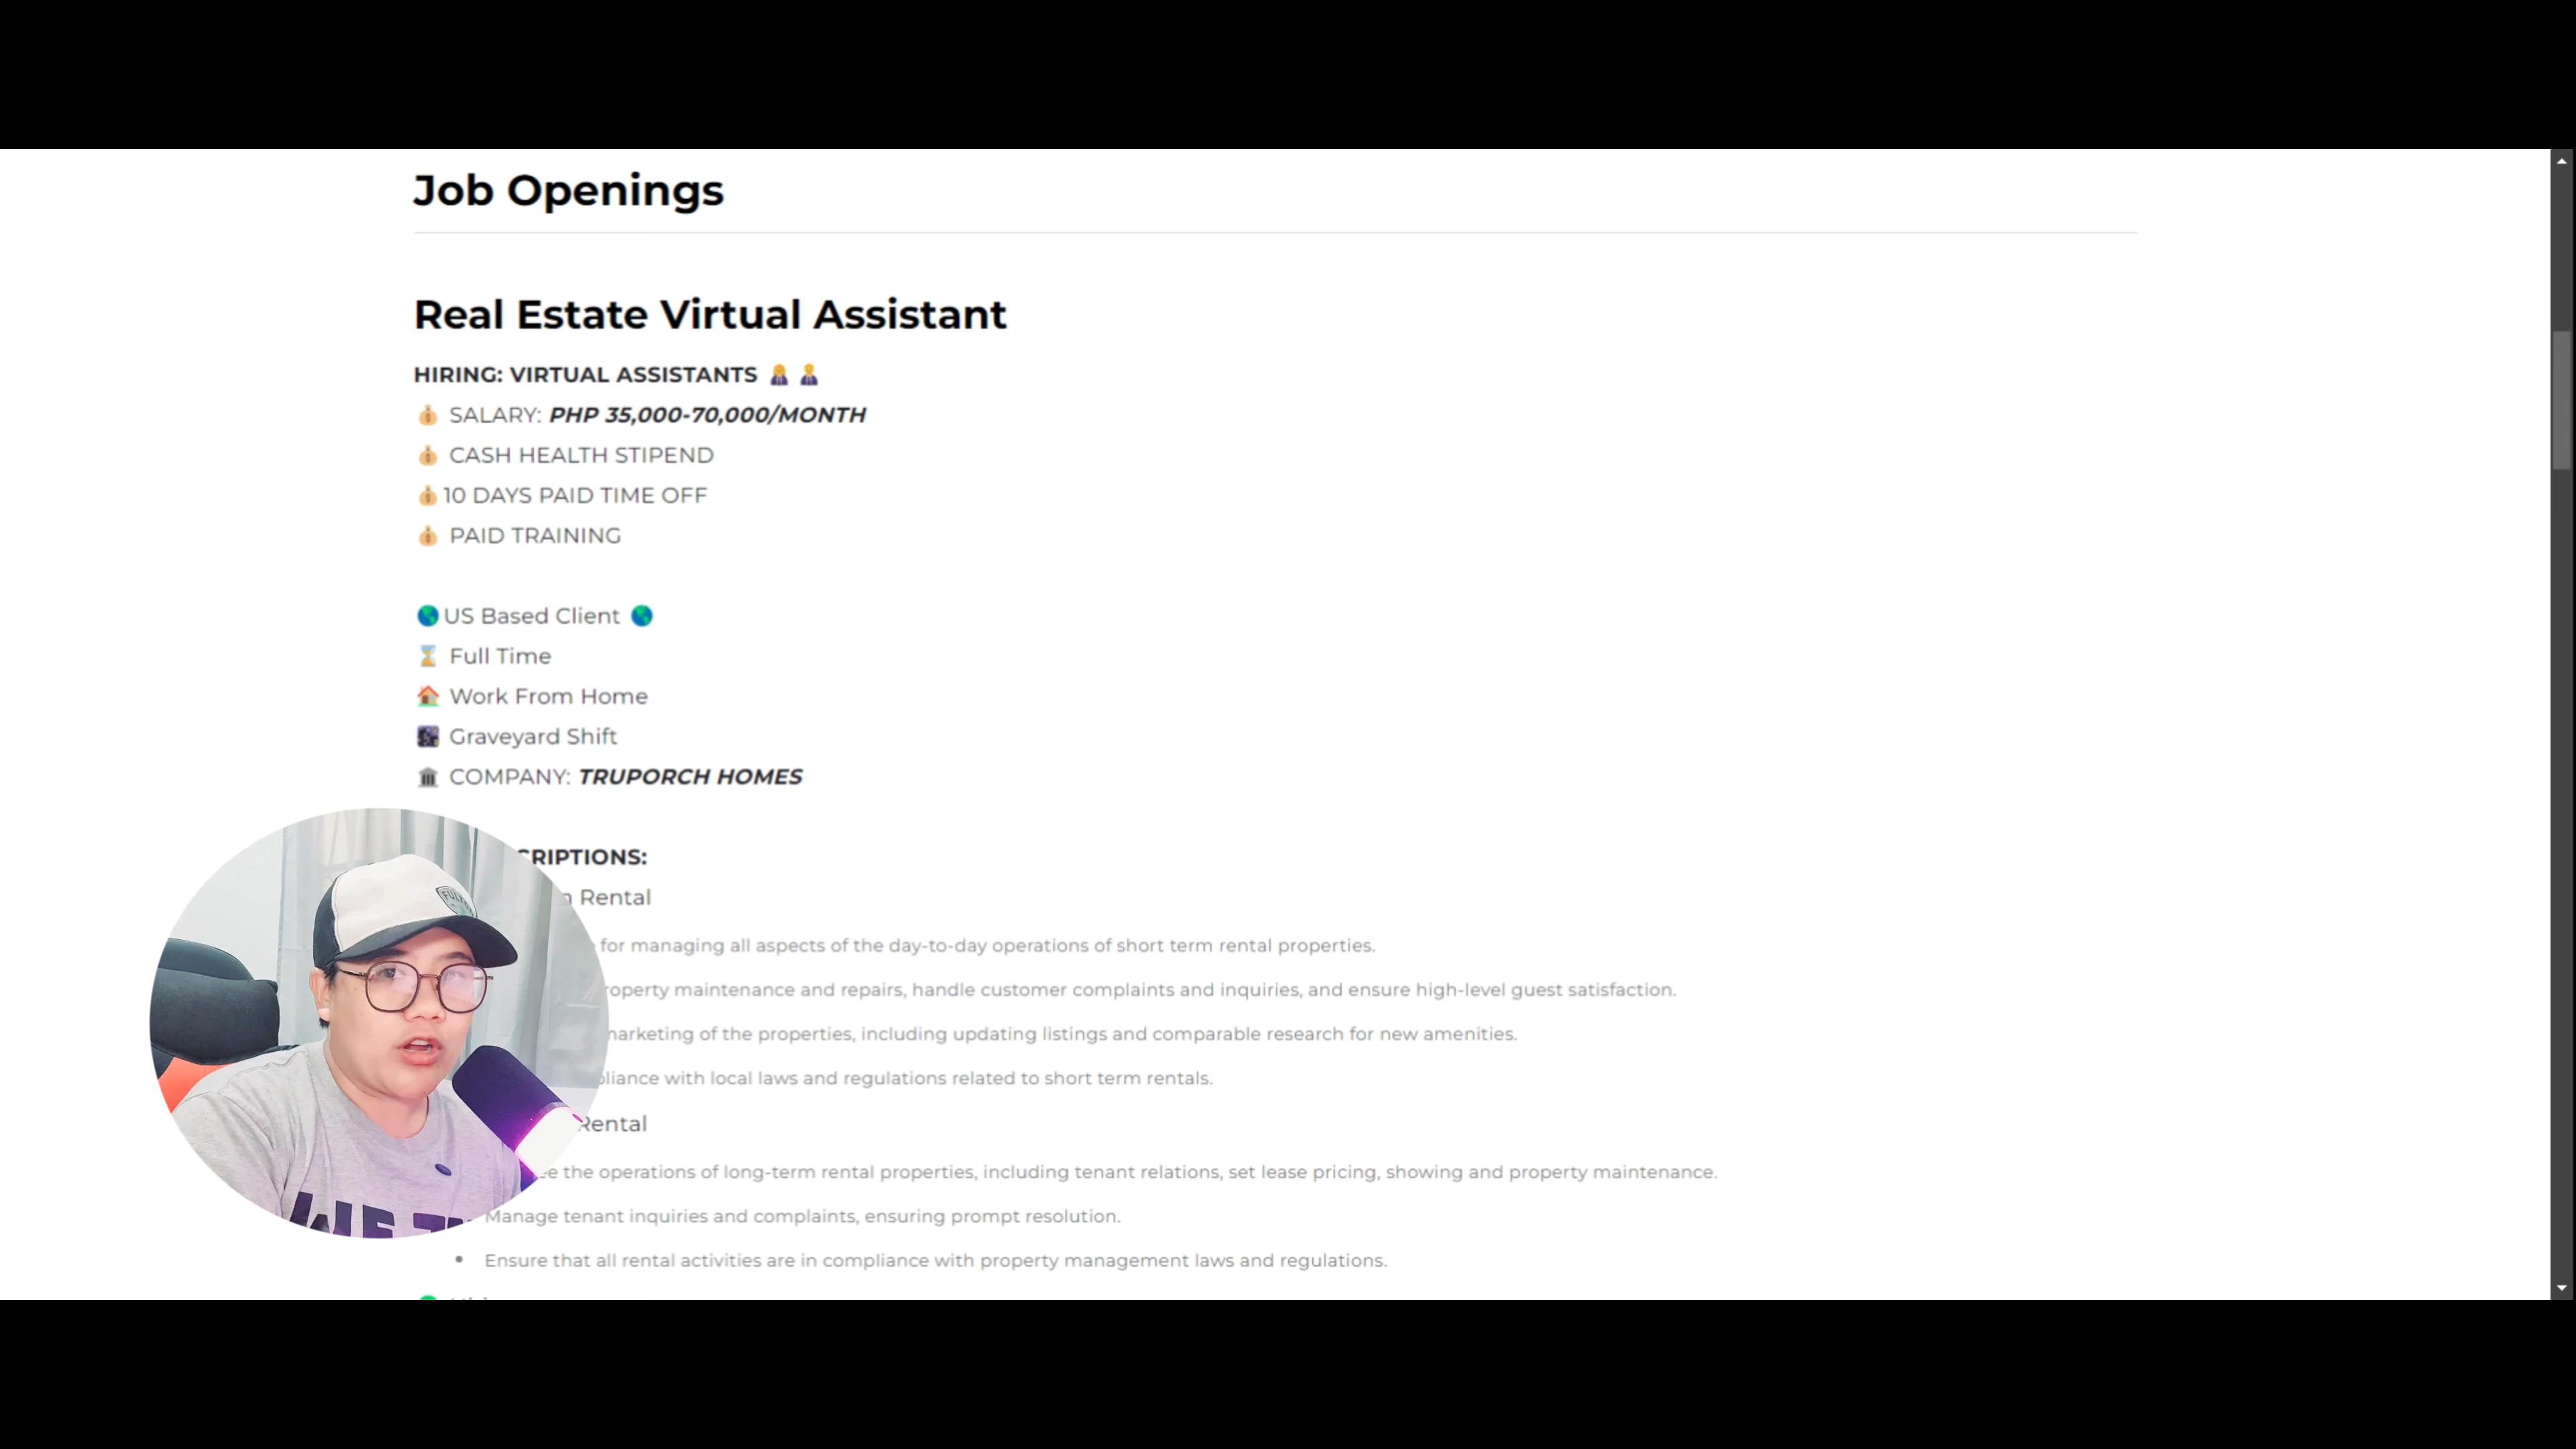 Job Openings
Real Estate Virtual Assistant
HIRING: VIRTUAL ASSISTANTS
SALARY: PHP 35,000-70,000/MONTH
CASH HEALTH STIPEND
10 DAYS PAID TIME OFF
PAID TRAINING
US Based Client
Full Time
Work From Home
Graveyard Shift
COMPANY: TRUPORCH HOMES
Rental
for managing all aspects of the day-to-day operations of short term rental properties.
maintenance and repairs, handle customer complaints and inquiries, and ensure high-level guest satisfaction.
of the properties, including updating listings and comparable research for new amenities.
with local laws and regulations related to short term rentals.
Rental
the operations of long-term rental properties, including tenant relations, set lease pricing, showing and property maintenance.
Manage tenant inquiries and complaints, ensuring prompt resolution.
• Ensure that all rental activities are in compliance with property management laws and regulations.